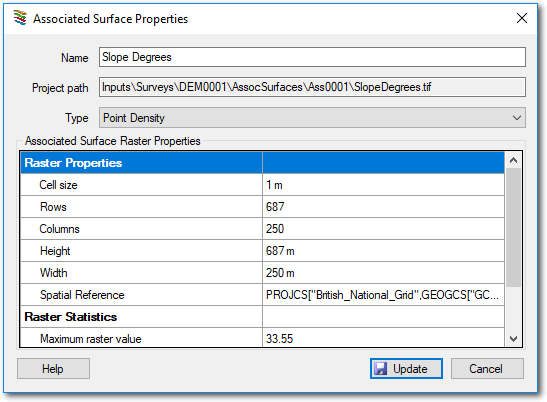 Associated Surface Properties
Name Slope Degrees
Project path Inputs\Surveys\DEM0001\AssocSurfaces\Ass0001\SlopeDegrees.tif
Type Point Density
Associated Surface Raster Properties
Raster Properties
Cell size 1 m
Rows 687
Columns 250
Height 687 m
Width 250 m
Spatial Reference PROJCS["British_National_Grid",GEOGCS["GC...
Raster Statistics
Maximum raster value 33.55
Help Update Cancel